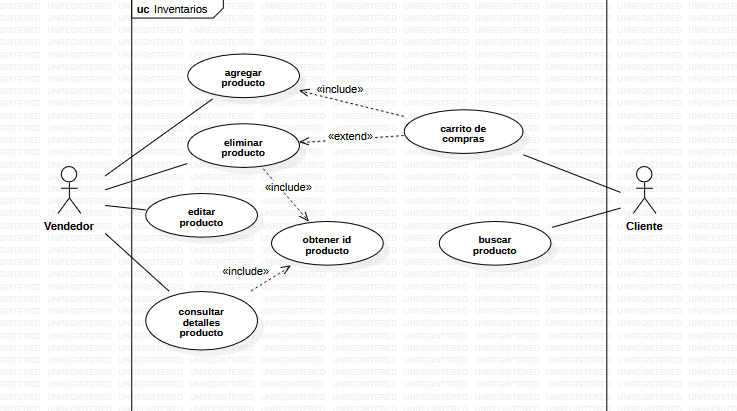 uc Inventarios
agregar
producto
«include»
eliminar
producto
«extend»
carrito de
compras
«include»
Vendedor
editar
producto
obtener id
producto
buscar
producto
Cliente
«include»
consultar
detalles
producto
UNREGISTERED